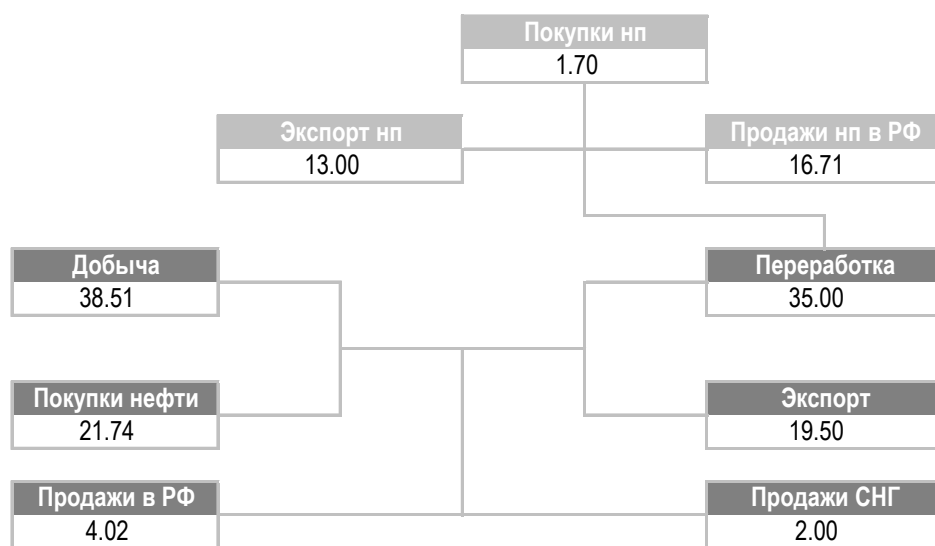 Покупки нп
1.70
Экспорт нп
13.00
Продажи нп в РФ
16.71
Добыча
38.51
Переработка
35.00
Покупки нефти
21.74
Экспорт
19.50
Продажи в РФ
4.02
Продажи СНГ
2.00